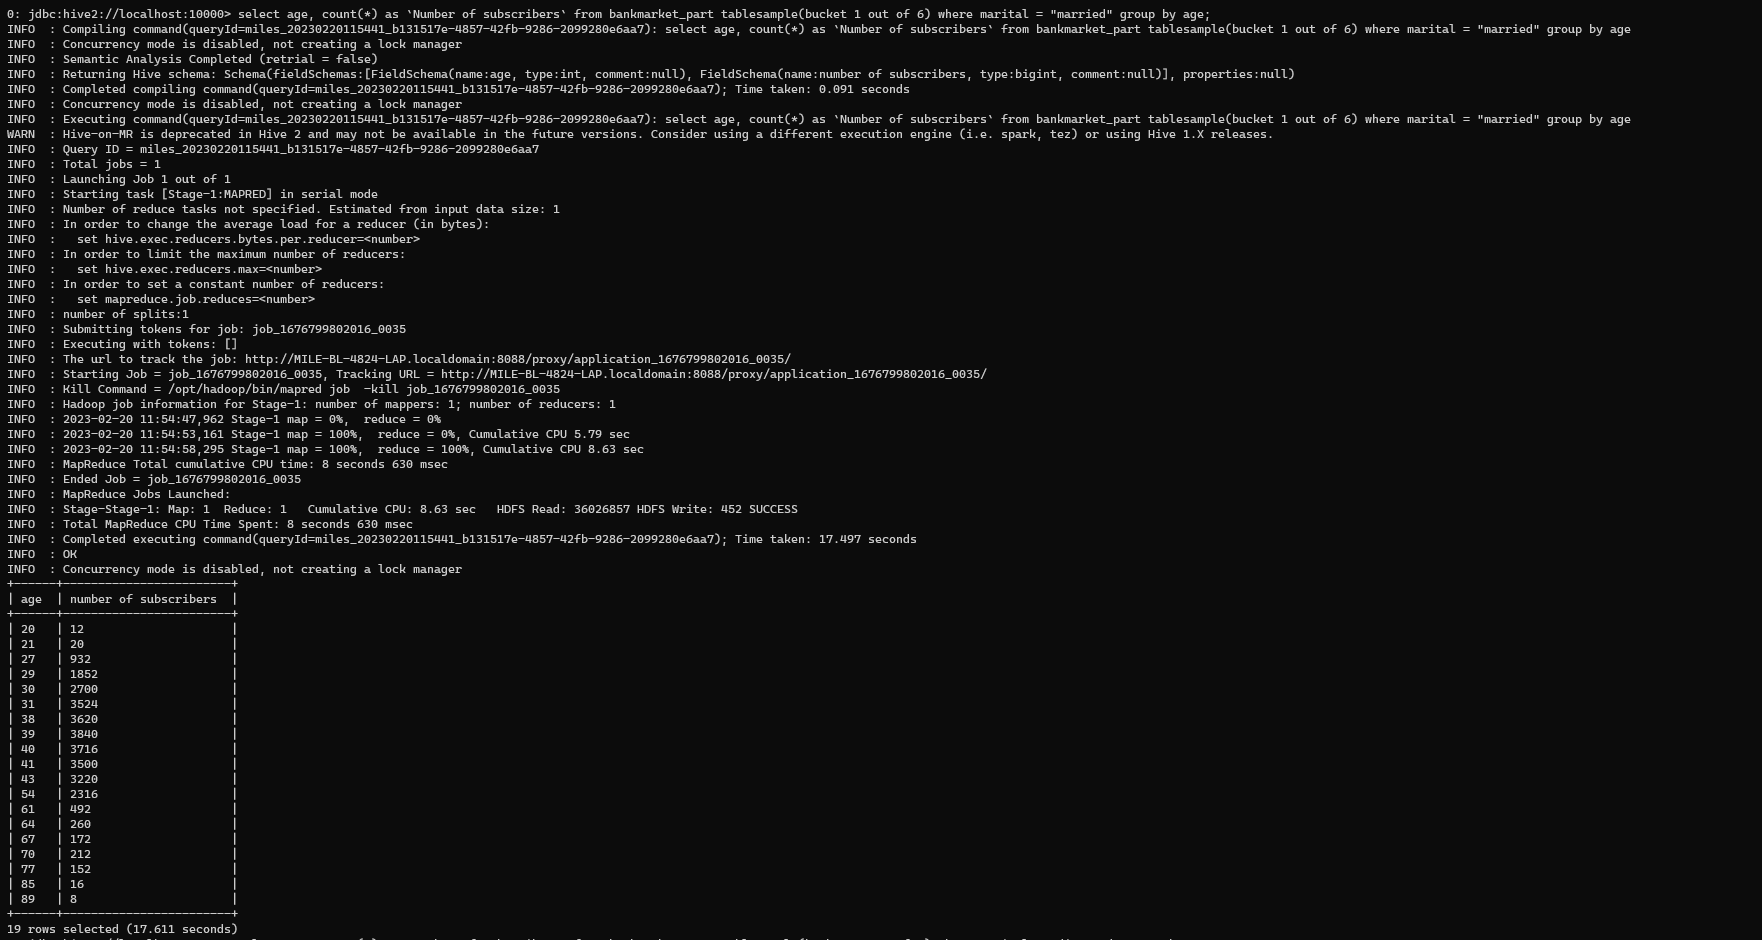 0: jdbc:hive2://localhost:10000> select age, count(*) as `Number of subscribers` from bankmarket_part tablesample(bucket 1 out of 6) where marital = "married" group by age;
INFO  : Compiling command(queryId=miles_20230220115441_b131517e-4857-42fb-9286-2099280e6aa7): select age, count(*) as `Number of subscribers` from bankmarket_part tablesample(bucket 1 out of 6) where marital = "married" group by age
INFO  : Concurrency mode is disabled, not creating a lock manager
INFO  : Semantic Analysis Completed (retrial = false)
INFO  : Returning Hive schema: Schema(fieldSchemas:[FieldSchema(name:age, type:int, comment:null), FieldSchema(name:number of subscribers, type:bigint, comment:null)], properties:null)
INFO  : Completed compiling command(queryId=miles_20230220115441_b131517e-4857-42fb-9286-2099280e6aa7); Time taken: 0.091 seconds
INFO  : Concurrency mode is disabled, not creating a lock manager
INFO  : Executing command(queryId=miles_20230220115441_b131517e-4857-42fb-9286-2099280e6aa7): select age, count(*) as `Number of subscribers` from bankmarket_part tablesample(bucket 1 out of 6) where marital = "married" group by age
WARN  : Hive-on-MR is deprecated in Hive 2 and may not be available in the future versions. Consider using a different execution engine (i.e. spark, tez) or using Hive 1.X releases.
INFO  : Query ID = miles_20230220115441_b131517e-4857-42fb-9286-2099280e6aa7
INFO  : Total jobs = 1
INFO  : Launching Job 1 out of 1
INFO  : Starting task [Stage-1:MAPRED] in serial mode
INFO  : Number of reduce tasks not specified. Estimated from input data size: 1
INFO  : In order to change the average load for a reducer (in bytes):
INFO  :   set hive.exec.reducers.bytes.per.reducer=<number>
INFO  : In order to limit the maximum number of reducers:
INFO  :   set hive.exec.reducers.max=<number>
INFO  : In order to set a constant number of reducers:
INFO  :   set mapreduce.job.reduces=<number>
INFO  : number of splits:1
INFO  : Submitting tokens for job: job_1676799802016_0035
INFO  : Executing with tokens: []
INFO  : The url to track the job: http://MILE-BL-4824-LAP.localdomain:8088/proxy/application_1676799802016_0035/
INFO  : Starting Job = job_1676799802016_0035, Tracking URL = http://MILE-BL-4824-LAP.localdomain:8088/proxy/application_1676799802016_0035/
INFO  : Kill Command = /opt/hadoop/bin/mapred job  -kill job_1676799802016_0035
INFO  : Hadoop job information for Stage-1: number of mappers: 1; number of reducers: 1
INFO  : 2023-02-20 11:54:47,962 Stage-1 map = 0%,  reduce = 0%
INFO  : 2023-02-20 11:54:53,161 Stage-1 map = 100%,  reduce = 0%, Cumulative CPU 5.79 sec
INFO  : 2023-02-20 11:54:58,295 Stage-1 map = 100%,  reduce = 100%, Cumulative CPU 8.63 sec
INFO  : MapReduce Total cumulative CPU time: 8 seconds 630 msec
INFO  : Ended Job = job_1676799802016_0035
INFO  : MapReduce Jobs Launched:
INFO  : Stage-Stage-1: Map: 1  Reduce: 1   Cumulative CPU: 8.63 sec   HDFS Read: 36026857 HDFS Write: 452 SUCCESS
INFO  : Total MapReduce CPU Time Spent: 8 seconds 630 msec
INFO  : Completed executing command(queryId=miles_20230220115441_b131517e-4857-42fb-9286-2099280e6aa7); Time taken: 17.497 seconds
INFO  : OK
INFO  : Concurrency mode is disabled, not creating a lock manager
+------+------------------------+
| age  | number of subscribers  |
+------+------------------------+
| 20   | 12                     |
| 21   | 20                     |
| 27   | 932                    |
| 29   | 1852                   |
| 30   | 2700                   |
| 31   | 3524                   |
| 38   | 3620                   |
| 39   | 3840                   |
| 40   | 3716                   |
| 41   | 3500                   |
| 43   | 3220                   |
| 54   | 2316                   |
| 61   | 492                    |
| 64   | 260                    |
| 67   | 172                    |
| 70   | 212                    |
| 77   | 152                    |
| 85   | 16                     |
| 89   | 8                      |
+------+------------------------+
19 rows selected (17.611 seconds)